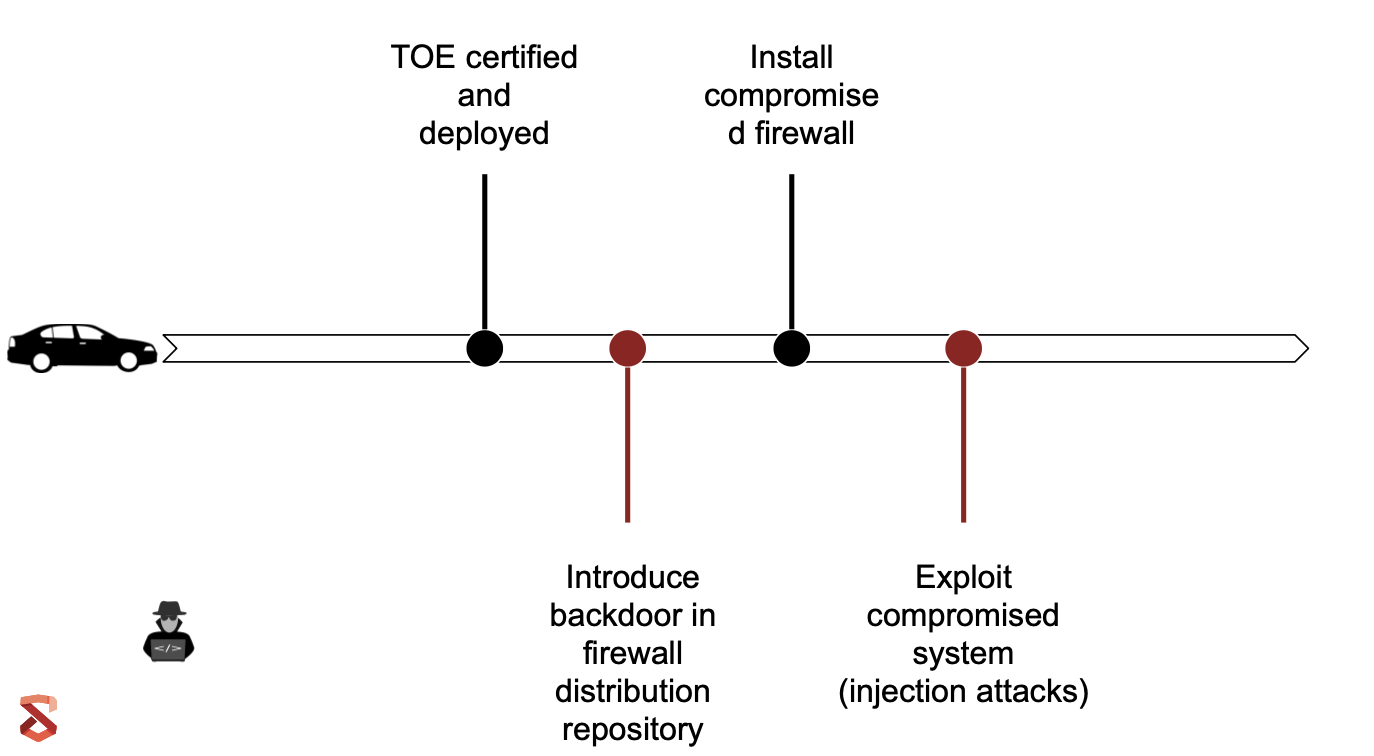 TOE certified
and
deployed
Install
compromise
d firewall
</>
Introduce
backdoor in
firewall
distribution
repository
Exploit
compromised
system
(injection attacks)